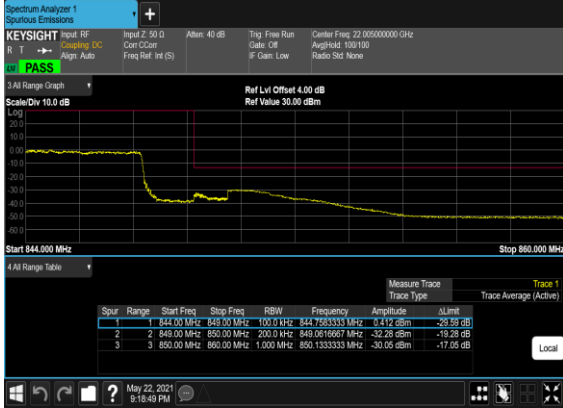 Spectrum Analyzer 1
Spurious Emissions
+
KEYSIGHT Input: RF Input Z: 50 Ω Atten: 40 dB Trig: Free Run Center Freq: 22.005000000 GHz
R T Coupling: DC Corr CCorr Gate: Off Avg|Hold: 100/100
Align: Auto Freq Ref: Int (S) IF Gain: Low Radio Std: None
PASS
3 All Range Graph
Ref Lvl Offset 4.00 dB
Scale/Div 10.0 dB Ref Value 30.00 dBm
Log
20.0
10.0
0.00
-10.0
-20.0
-30.0
-40.0
-50.0
-60.0
Start 844.000 MHz Stop 860.000 MHz
4 All Range Table
Measure Trace Trace 1
Trace Type Trace Average (Active)
Spur Range Start Freq Stop Freq RBW Frequency Amplitude ΔLimit
1 1 844.00 MHz 849.00 MHz 100.0 kHz 844.7583333 MHz 0.412 dBm -29.59 dB
2 2 849.00 MHz 850.00 MHz 200.0 kHz 849.0616667 MHz -32.28 dBm -19.28 dB
3 3 850.00 MHz 860.00 MHz 1.000 MHz 850.1333333 MHz -30.05 dBm -17.05 dB
Local
?
May 22, 2021
9:18:49 PM